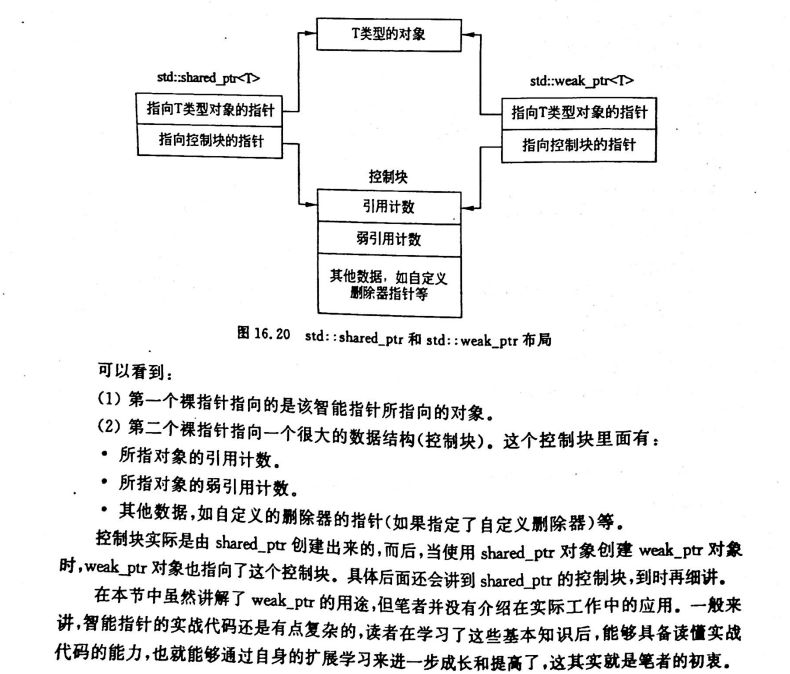 T类型的对象
std::shared_ptr<T>
std::weak_ptr<T>
指向T类型对象的指针
指向控制块的指针
指向T类型对象的指针
指向控制块的指针
控制块
引用计数
弱引用计数
其他数据，如自定义
删除器指针等
图 16.20 std::shared_ptr 和 std::weak_ptr 布局
可以看到：
(1) 第一个裸指针指向的是该智能指针所指向的对象。
(2) 第二个裸指针指向一个很大的数据结构(控制块)。这个控制块里面有：
• 所指对象的引用计数。
• 所指对象的弱引用计数。
• 其他数据,如自定义的删除器的指针(如果指定了自定义删除器)等。
控制块实际是由 shared_ptr 创建出来的,而后,当使用 shared_ptr 对象创建 weak_ptr 对象
时,weak_ptr 对象也指向了这个控制块。具体后面还会讲到 shared_ptr 的控制块,到时再细讲。
在本节中虽然讲解了 weak_ptr 的用途,但笔者并没有介绍在实际工作中的应用。一般来
讲,智能指针的实战代码还是有点复杂的,读者在学习了这些基本知识后,能够具备读懂实战
代码的能力,也就能够通过自身的扩展学习来进一步成长和提高了,这其实就是笔者的初衷。